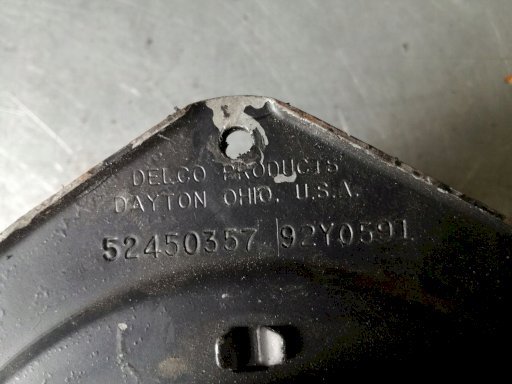 DELCO PRODUCTS
DAYTON OHIO, U.S.A.
52450357 92Y0591